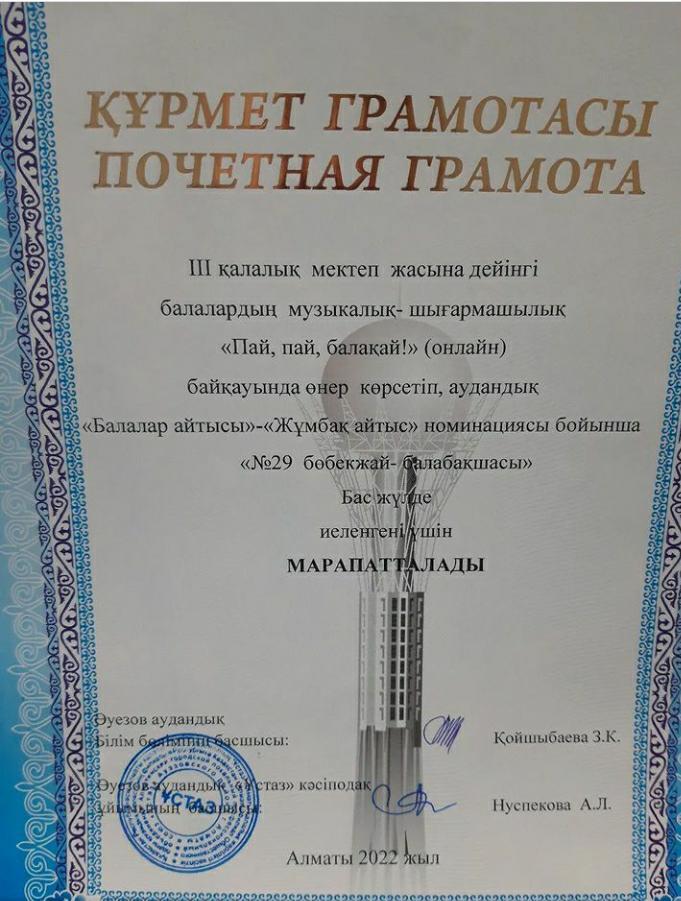 ҚҰРМЕТ ГРАМОТАСЫ
ПОЧЕТНАЯ ГРАМОТА
III қалалық мектеп жасына дейінгі
балалардың музыкалық- шығармашылық
«Пай, пай, балақай!» (онлайн)
байқауында өнер көрсетіп, аудандық
«Балалар айтысы»-«Жұмбақ айтыс» номинациясы бойынша
«№29 бөбекжай- балабақшасы»
Бас жүлде
иеленгені үшін
МАРАПАТТАЛАДЫ
Әуезов аудандық
Білім бөлімінің басшысы:
Қойшыбаева З.К.
Әуезов аудандық «Ұстаз» кәсіподақ
ұйымының басшысы:
Нуспекова А.Л.
ҰСТАЗ
Алматы 2022 жыл